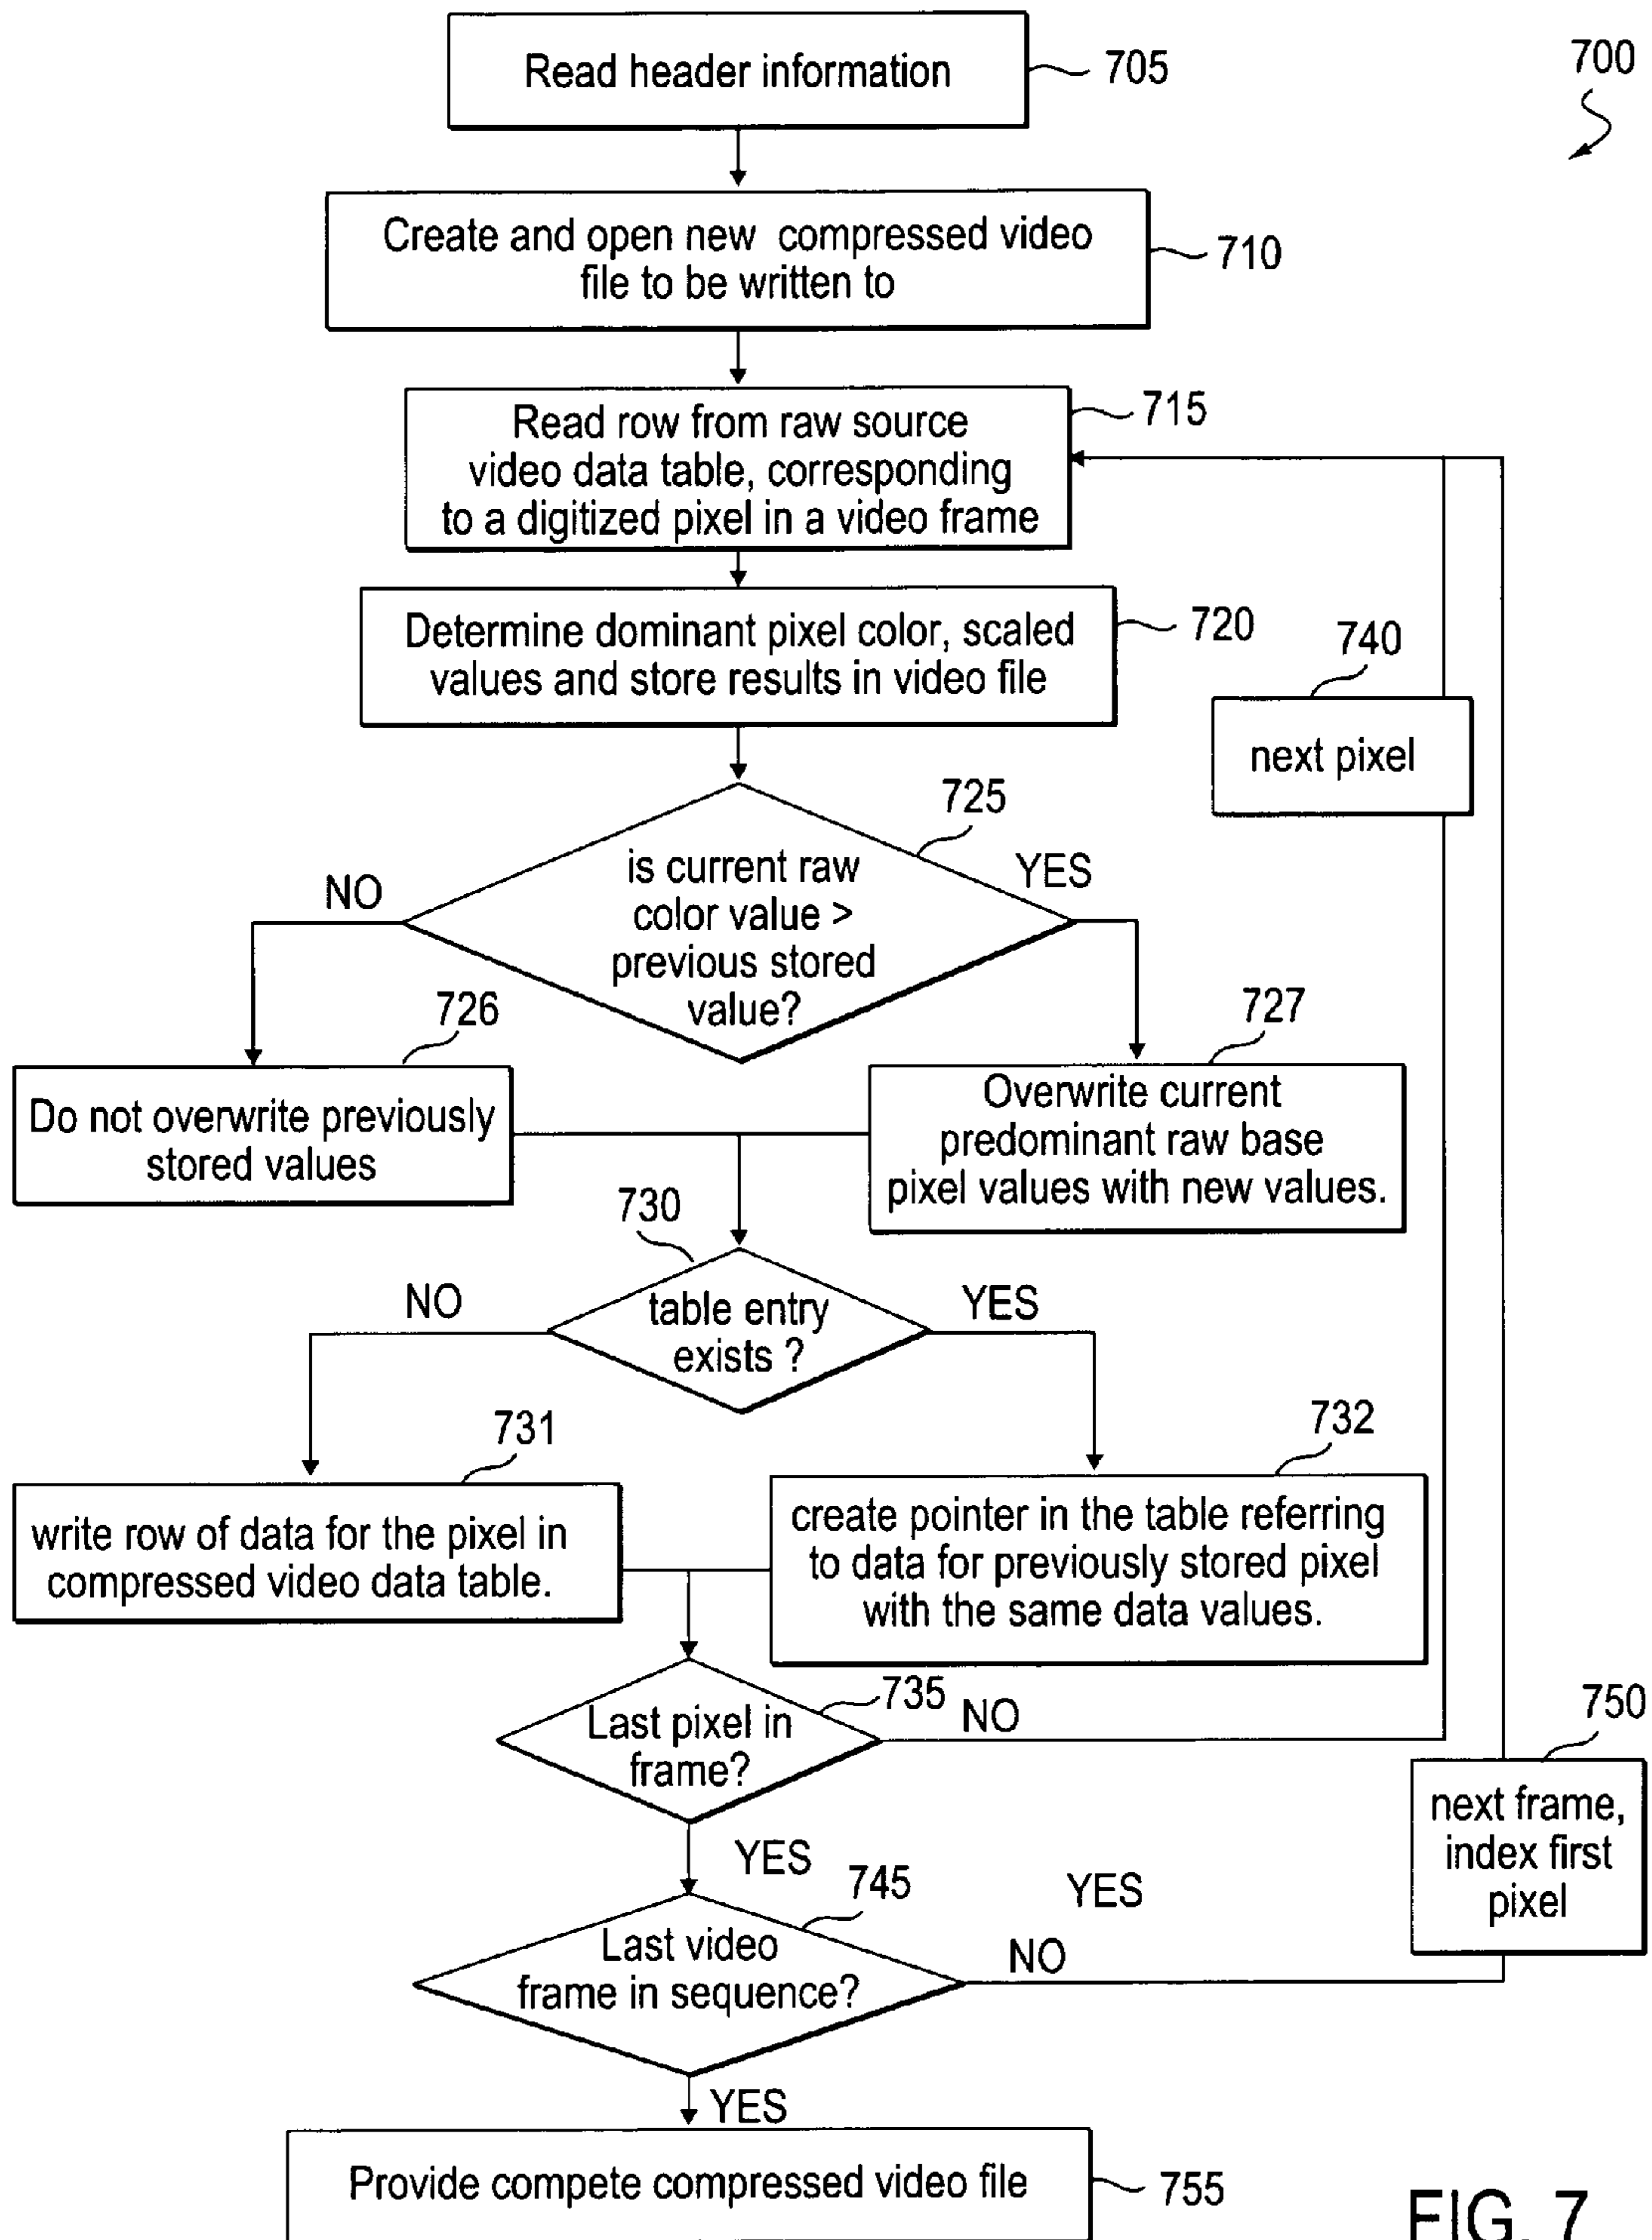 Read header information
705
700
Create and open new compressed video
file to be written to
710
Read row from raw source
video data table, corresponding
to a digitized pixel in a video frame
715
Determine dominant pixel color, scaled
values and store results in video file
720
740
next pixel
725
is current raw
color value >
previous stored
value?
NO
YES
726
727
Do not overwrite previously
stored values
Overwrite current
predominant raw base
pixel values with new values.
730
table entry
exists ?
NO
YES
731
732
write row of data for the pixel in
compressed video data table.
create pointer in the table referring
to data for previously stored pixel
with the same data values.
735
Last pixel in
frame?
NO
750
next frame,
index first
pixel
YES
745
YES
Last video
frame in sequence?
NO
YES
Provide compete compressed video file
755
FIG. 7